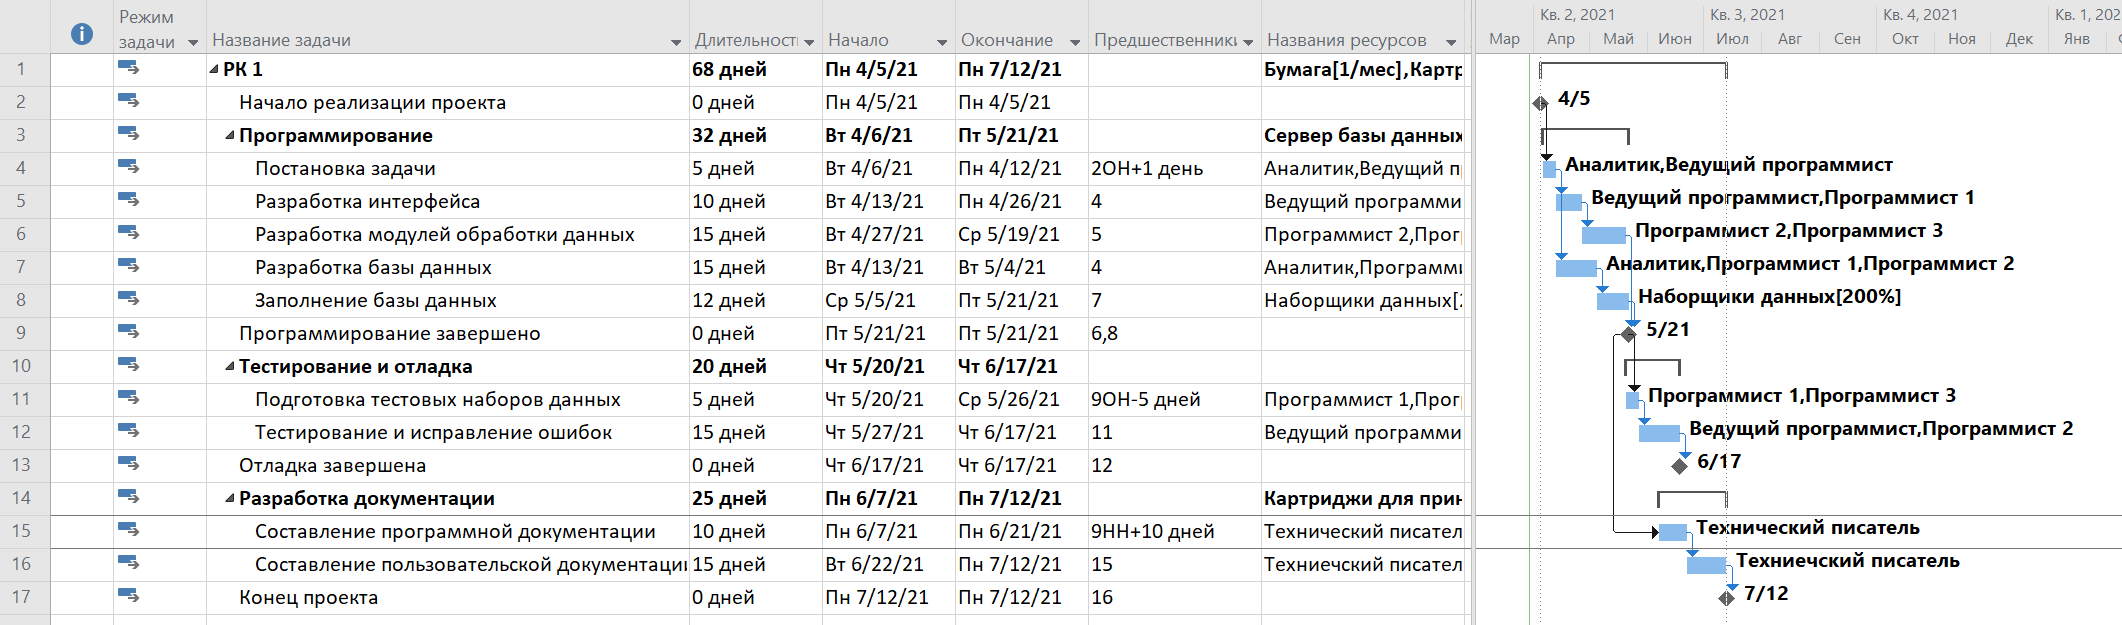 Режим задачи Название задачи Длительность Начало Окончание Предшественники Названия ресурсов
Кв. 2, 2021 Кв. 3, 2021 Кв. 4, 2021 Кв. 1, 202
Мар Апр Май Июн Июл Авг Сен Окт Ноя Дек Янв
1 РК 1 68 дней Пн 4/5/21 Пн 7/12/21 Бумага[1/мес],Картр
2 Начало реализации проекта 0 дней Пн 4/5/21 Пн 4/5/21 4/5
3 Программирование 32 дней Вт 4/6/21 Пт 5/21/21 Сервер базы данных
4 Постановка задачи 5 дней Вт 4/6/21 Пн 4/12/21 2ОН+1 день Аналитик,Ведущий п Аналитик,Ведущий программист
5 Разработка интерфейса 10 дней Вт 4/13/21 Пн 4/26/21 4 Ведущий программи Ведущий программист,Программист 1
6 Разработка модулей обработки данных 15 дней Вт 4/27/21 Ср 5/19/21 5 Программист 2,Прог Программист 2,Программист 3
7 Разработка базы данных 15 дней Вт 4/13/21 Вт 5/4/21 4 Аналитик,Программи Аналитик,Программист 1,Программист 2
8 Заполнение базы данных 12 дней Ср 5/5/21 Пт 5/21/21 7 Наборщики данных[2 Наборщики данных[200%]
9 Программирование завершено 0 дней Пт 5/21/21 Пт 5/21/21 6,8 5/21
10 Тестирование и отладка 20 дней Чт 5/20/21 Чт 6/17/21
11 Подготовка тестовых наборов данных 5 дней Чт 5/20/21 Ср 5/26/21 9ОН-5 дней Программист 1,Прог Программист 1,Программист 3
12 Тестирование и исправление ошибок 15 дней Чт 5/27/21 Чт 6/17/21 11 Ведущий программи Ведущий программист,Программист 2
13 Отладка завершена 0 дней Чт 6/17/21 Чт 6/17/21 12 6/17
14 Разработка документации 25 дней Пн 6/7/21 Пн 7/12/21 Картриджи для прин
15 Составление программной документации 10 дней Пн 6/7/21 Пн 6/21/21 9НН+10 дней Технический писател Технический писатель
16 Составление пользовательской документации 15 дней Вт 6/22/21 Пн 7/12/21 15 Техниечский писател Техниечский писатель
17 Конец проекта 0 дней Пн 7/12/21 Пн 7/12/21 16 7/12